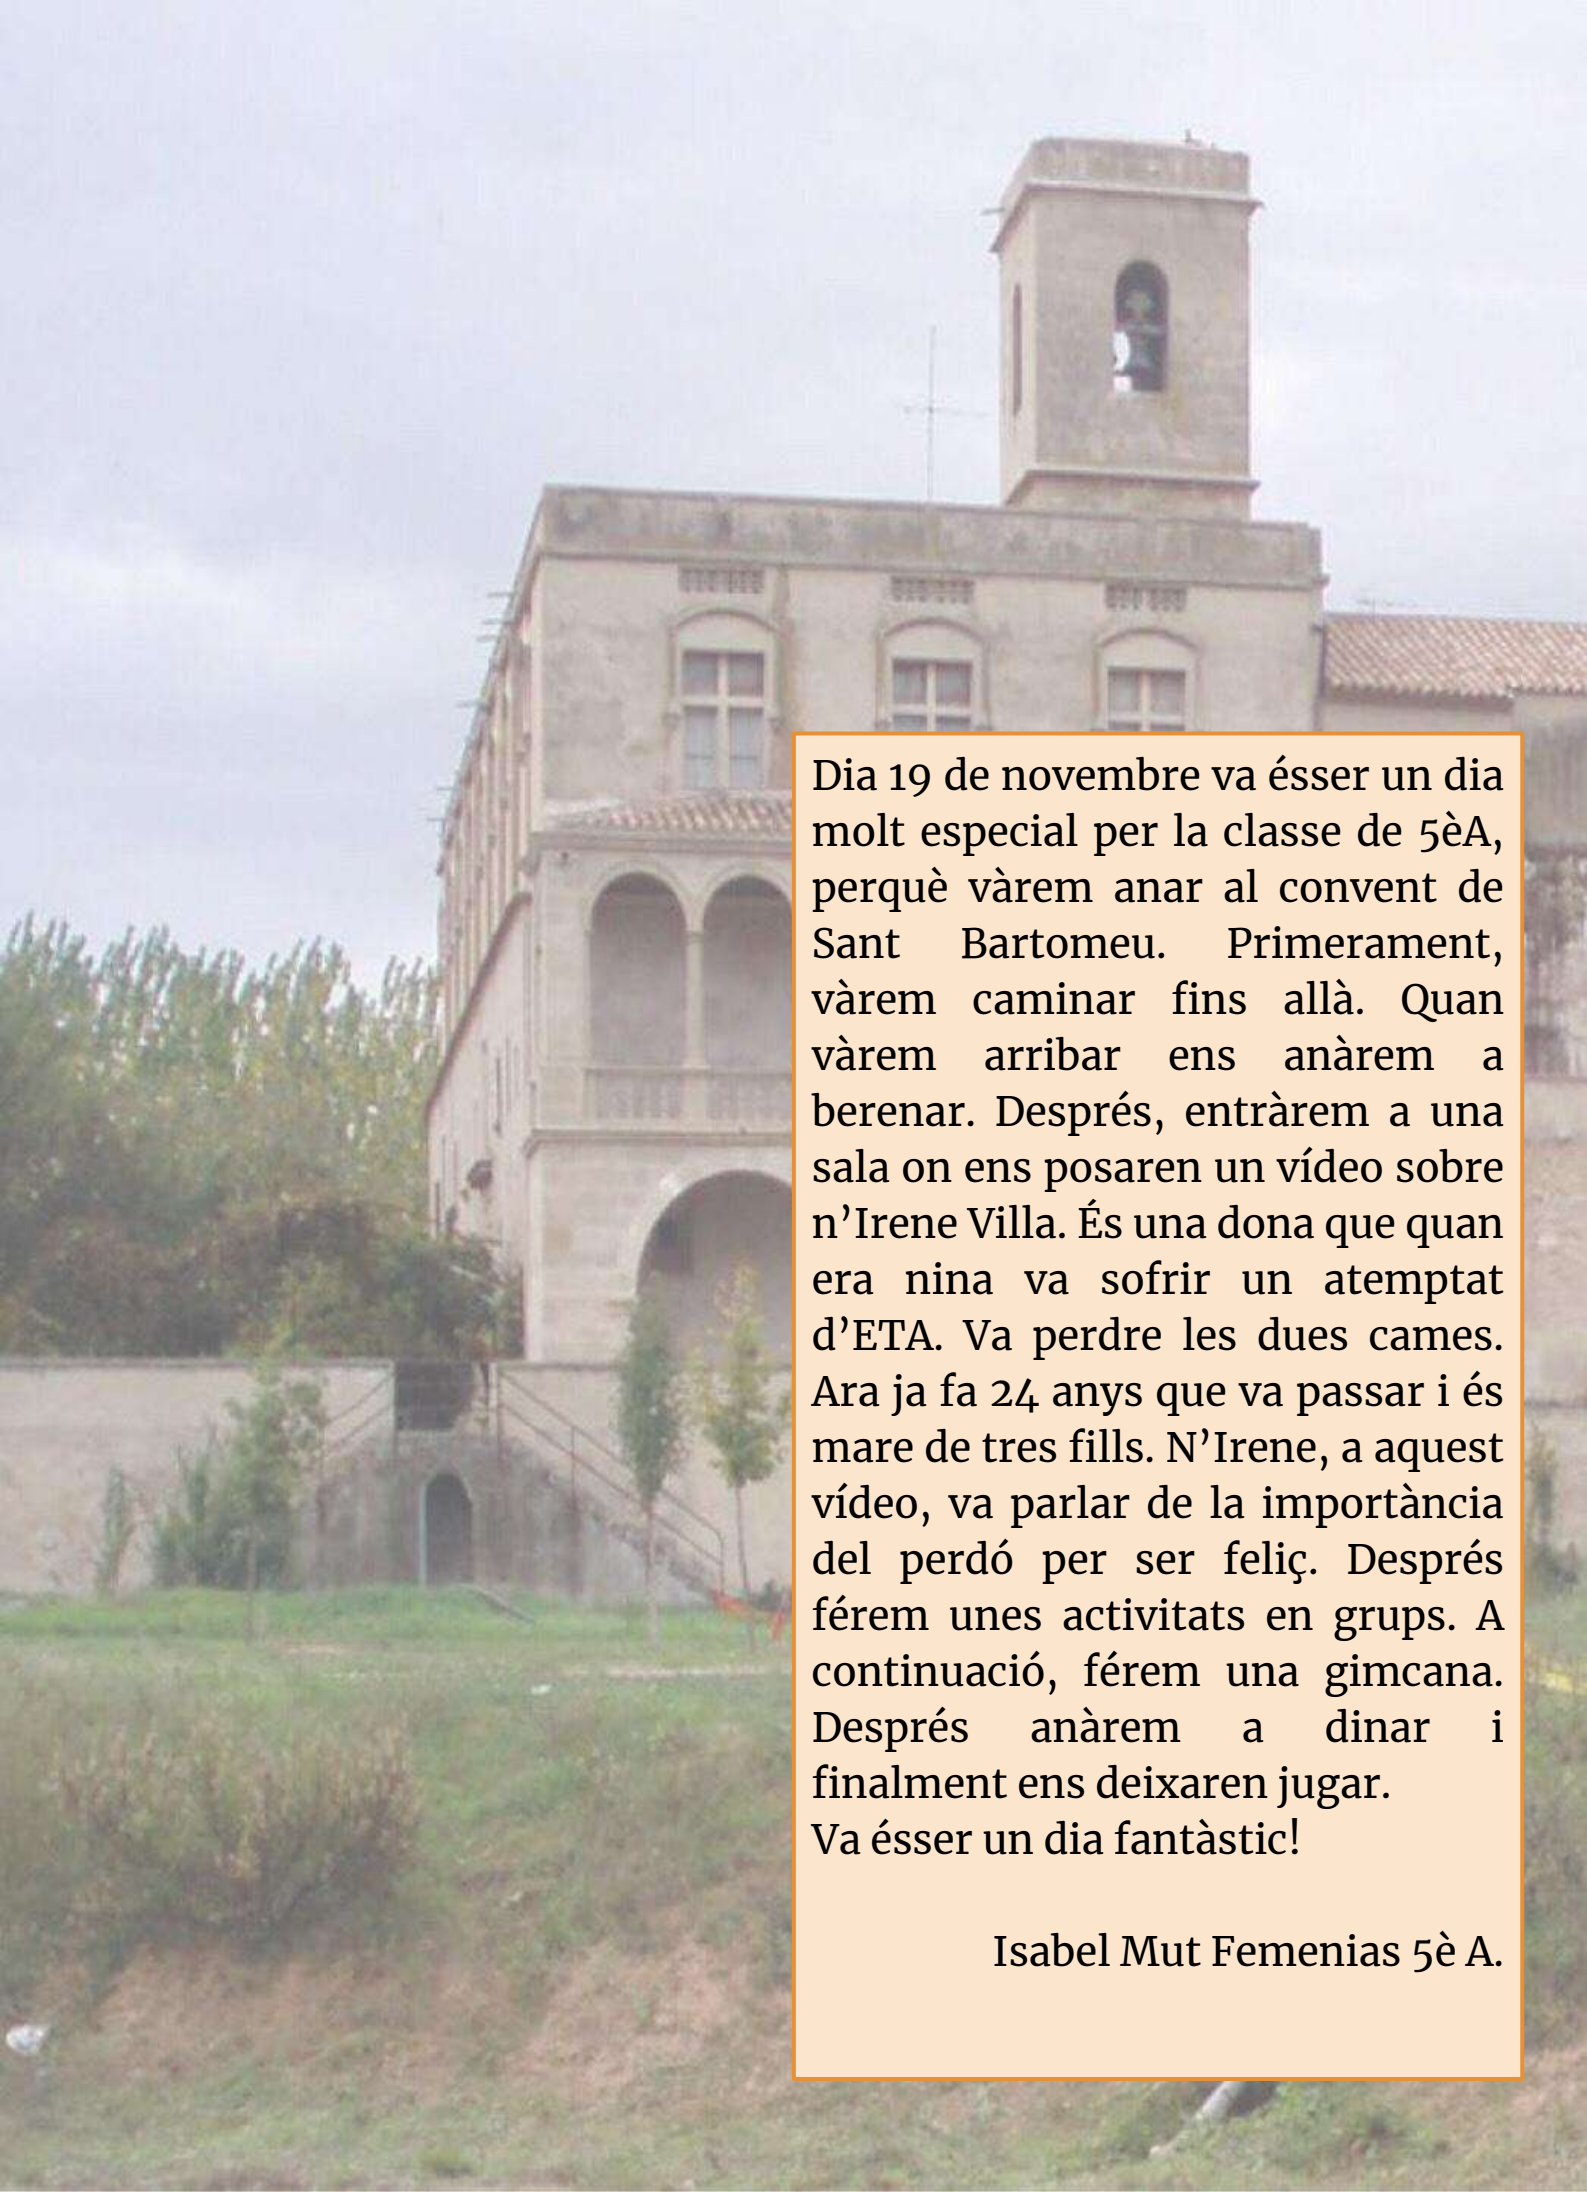 Dia 19 de novembre va ésser un dia
molt especial per la classe de 5èA,
perquè vàrem anar al convent de
Sant Bartomeu. Primerament,
vàrem caminar fins allà. Quan
vàrem arribar ens anàrem a
berenar. Després, entràrem a una
sala on ens posaren un vídeo sobre
n’Irene Villa. És una dona que quan
era nina va sofrir un atemptat
d’ETA. Va perdre les dues cames.
Ara ja fa 24 anys que va passar i és
mare de tres fills. N’Irene, a aquest
vídeo, va parlar de la importància
del perdó per ser feliç. Després
férem unes activitats en grups. A
continuació, férem una gimcana.
Després anàrem a dinar i
finalment ens deixaren jugar.
Va ésser un dia fantàstic!
Isabel Mut Femenias 5è A.